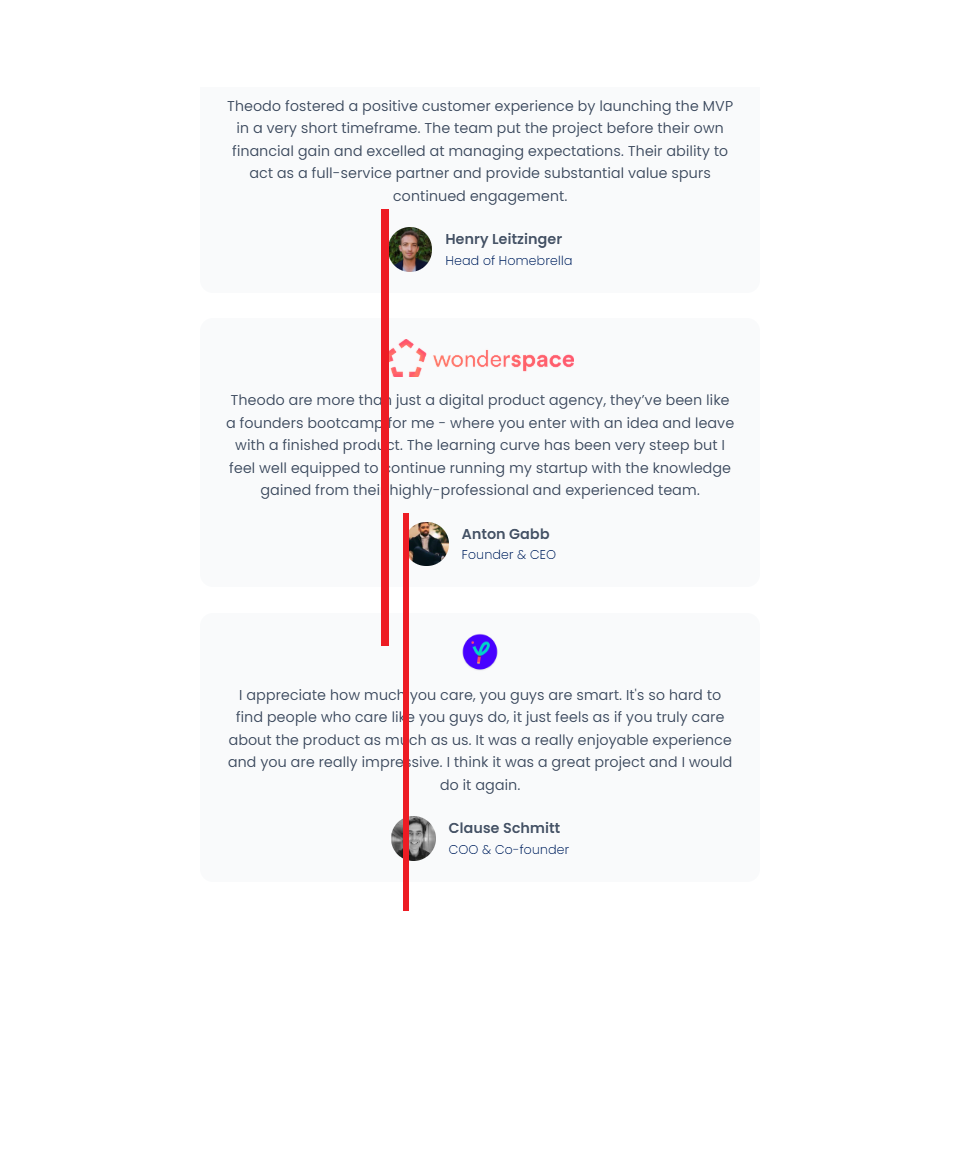 Theodo fostered a positive customer experience by launching the MVP
in a very short timeframe. The team put the project before their own
financial gain and excelled at managing expectations. Their ability to
act as a full-service partner and provide substantial value spurs
continued engagement.
Henry Leitzinger
Head of Homebrella
wonderspace
Theodo are more than just a digital product agency, they’ve been like
a founders bootcamp for me - where you enter with an idea and leave
with a finished product. The learning curve has been very steep but I
feel well equipped to continue running my startup with the knowledge
gained from their highly-professional and experienced team.
Anton Gabb
Founder & CEO
I appreciate how much you care, you guys are smart. It's so hard to
find people who care like you guys do, it just feels as if you truly care
about the product as much as us. It was a really enjoyable experience
and you are really impressive. I think it was a great project and I would
do it again.
Clause Schmitt
COO & Co-founder